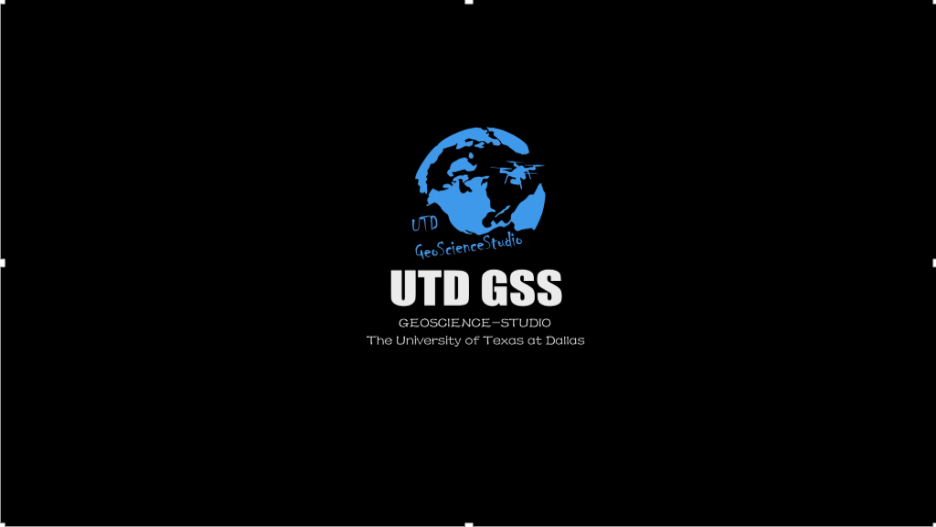 UTD
GeoScienceStudio
UTD GSS
GEOSCIENCE-STUDIO
The University of Texas at Dallas